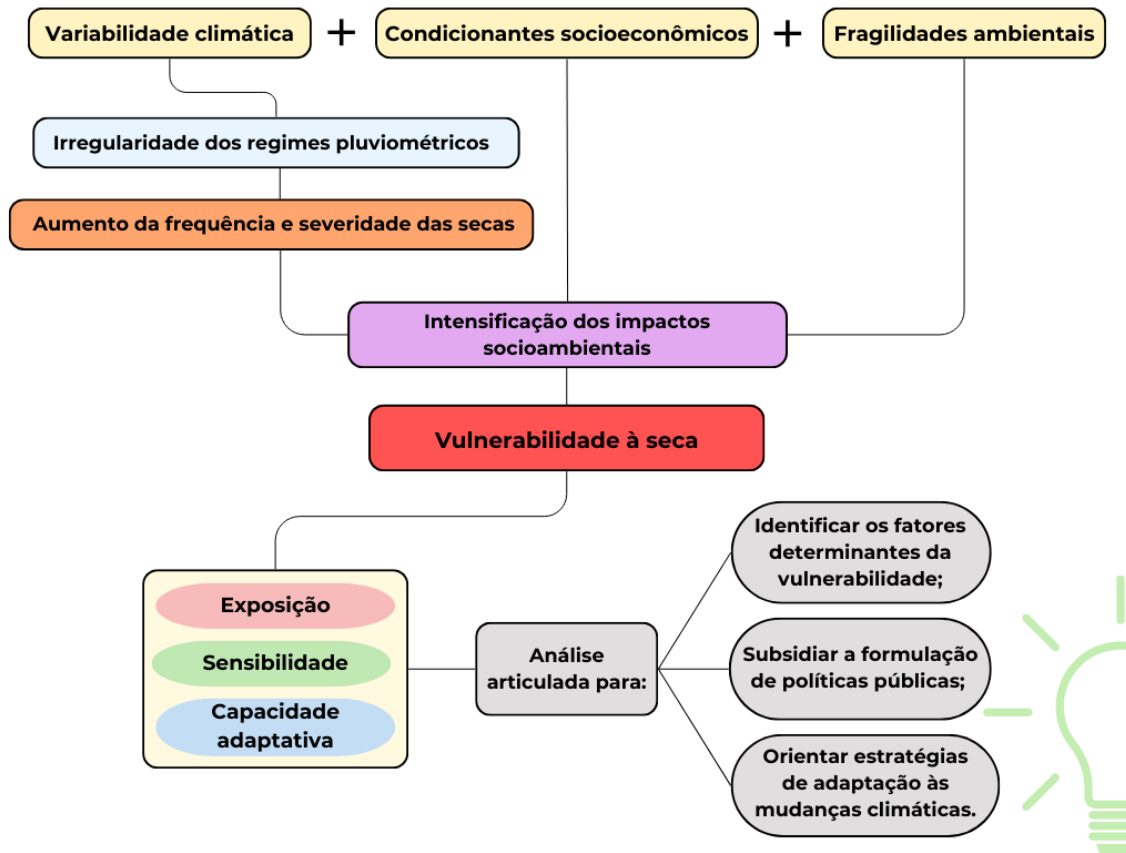 Variabilidade climática + Condicionantes socioeconômicos + Fragilidades ambientais
Irregularidade dos regimes pluviométricos
Aumento da frequência e severidade das secas
Intensificação dos impactos
socioambientais
Vulnerabilidade à seca
Exposição
Sensibilidade
Capacidade
adaptativa
Análise
articulada para:
Identificar os fatores
determinantes da
vulnerabilidade;
Subsidiar a formulação
de políticas públicas;
Orientar estratégias
de adaptação às
mudanças climáticas.